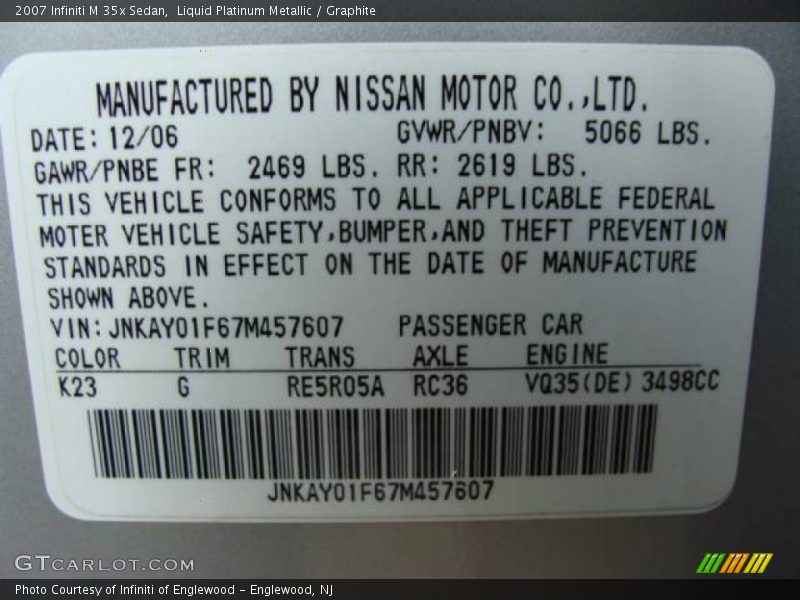 2007 Infiniti M 35x Sedan,  Liquid Platinum Metallic / Graphite
MANUFACTURED BY NISSAN MOTOR CO.,LTD.
DATE: 12/06 GVWR/PNBV: 5066 LBS.
GAWR/PNBE FR: 2469 LBS. RR: 2619 LBS.
THIS VEHICLE CONFORMS TO ALL APPLICABLE FEDERAL
MOTER VEHICLE SAFETY,BUMPER,AND THEFT PREVENTION
STANDARDS IN EFFECT ON THE DATE OF MANUFACTURE
SHOWN ABOVE.
VIN: JNKAY01F67M457607 PASSENGER CAR
COLOR TRIM TRANS AXLE ENGINE
K23 G RE5R05A RC36 VQ35(DE) 3498CC
JNKAY01F67M457607
GTCARLOT.COM
Photo Courtesy of Infiniti of Englewood – Englewood, NJ